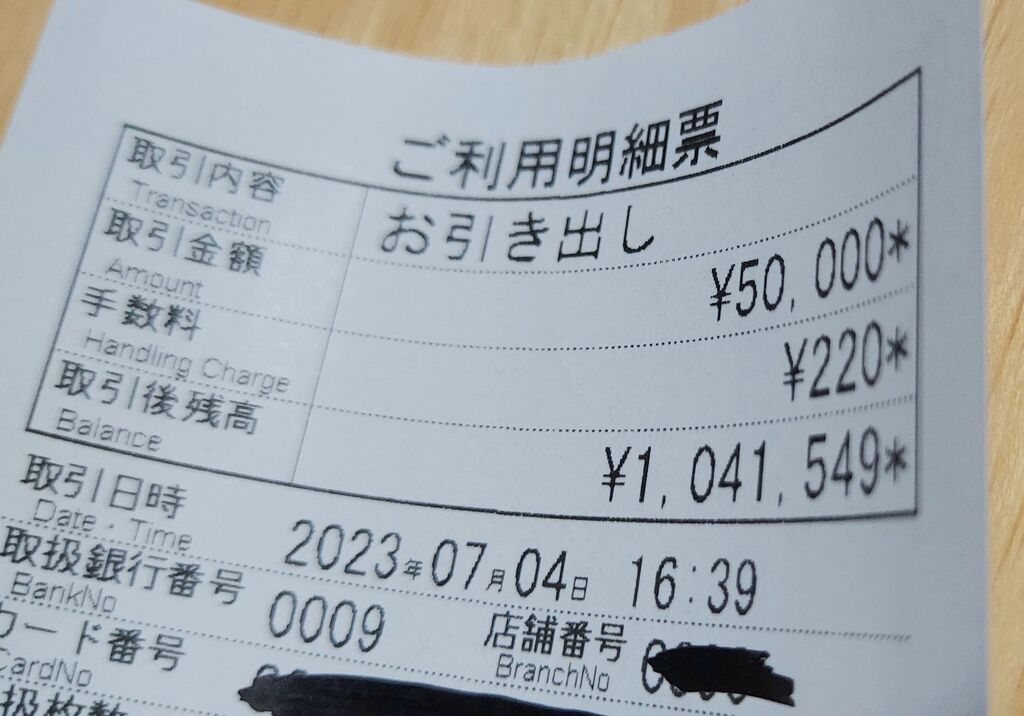 ご利用明細票
取引内容 お引き出し
Transaction
取引金額 ¥50,000*
Amount
手数料 ¥220*
Handling Charge
取引後残高 ¥1,041,549*
Balance
取引日時 2023年07月04日 16:39
Date・Time
取扱銀行番号 0009 店舗番号
BankNo BranchNo
カード番号
CardNo
扱枚数